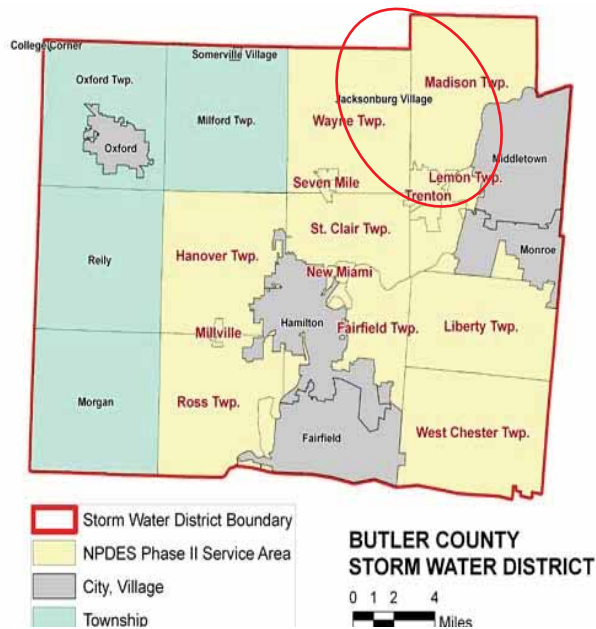 College Corner
Somerville Village
Oxford Twp.
Madison Twp.
Jacksonburg Village
Milford Twp.
Wayne Twp.
Oxford
Middletown
Lemon Twp.
Seven Mile
Trenton
St. Clair Twp.
Monroe
Hanover Twp.
Reily
New Miami
Hamilton
Fairfield Twp.
Liberty Twp.
Millville
Morgan
Ross Twp.
West Chester Twp.
Fairfield
Storm Water District Boundary
NPDES Phase II Service Area
City, Village
Township
BUTLER COUNTY
STORM WATER DISTRICT
0 1 2 4
Miles